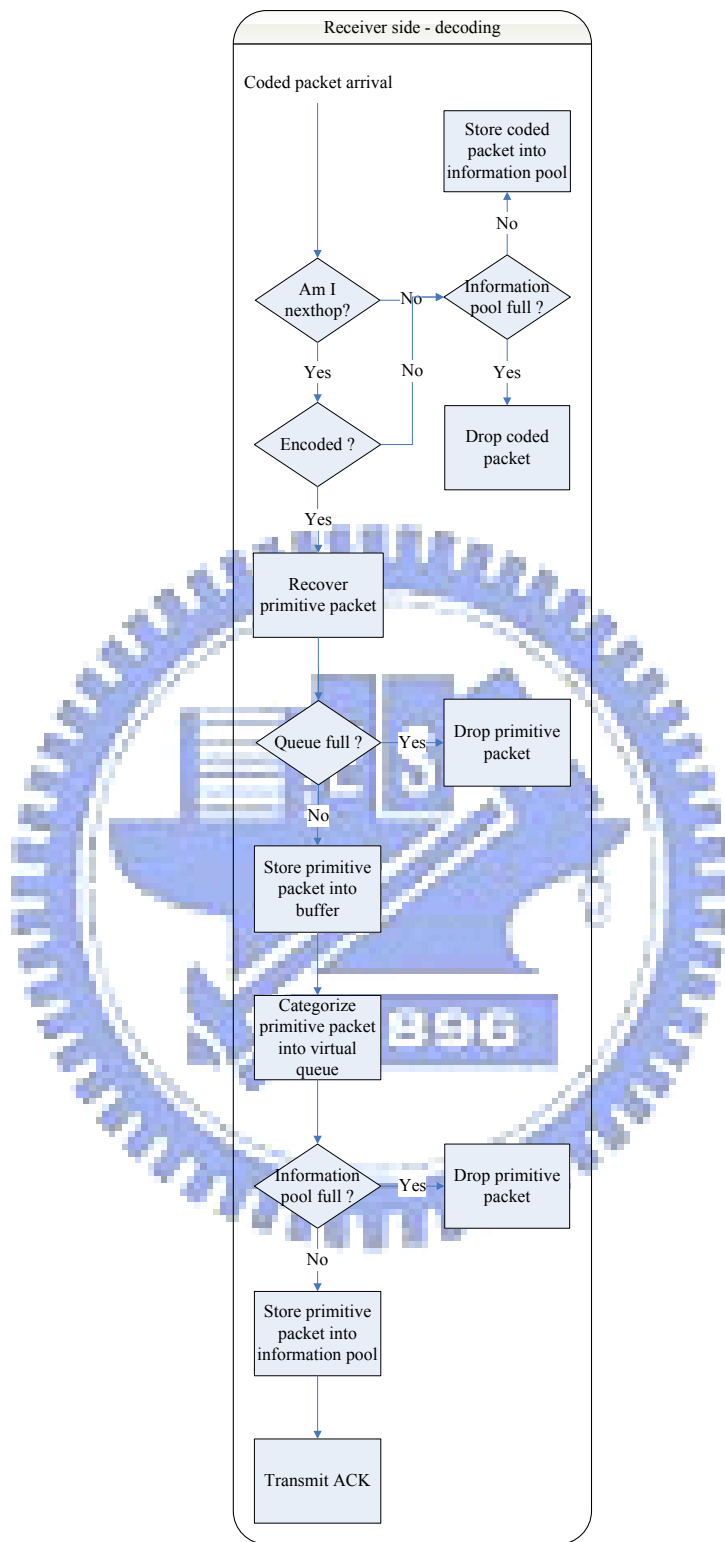 Receiver side - decoding
Coded packet arrival
Store coded
packet into
information pool
No
Am I
nexthop?
No
Information
pool full ?
Yes
No
Yes
Encoded ?
Drop coded
packet
Yes
Recover
primitive packet
Queue full ?
Yes
Drop primitive
packet
No
Store primitive
packet into
buffer
Categorize
primitive packet
into virtual
queue
896
Information
pool full ?
Yes
Drop primitive
packet
No
Store primitive
packet into
information pool
Transmit ACK